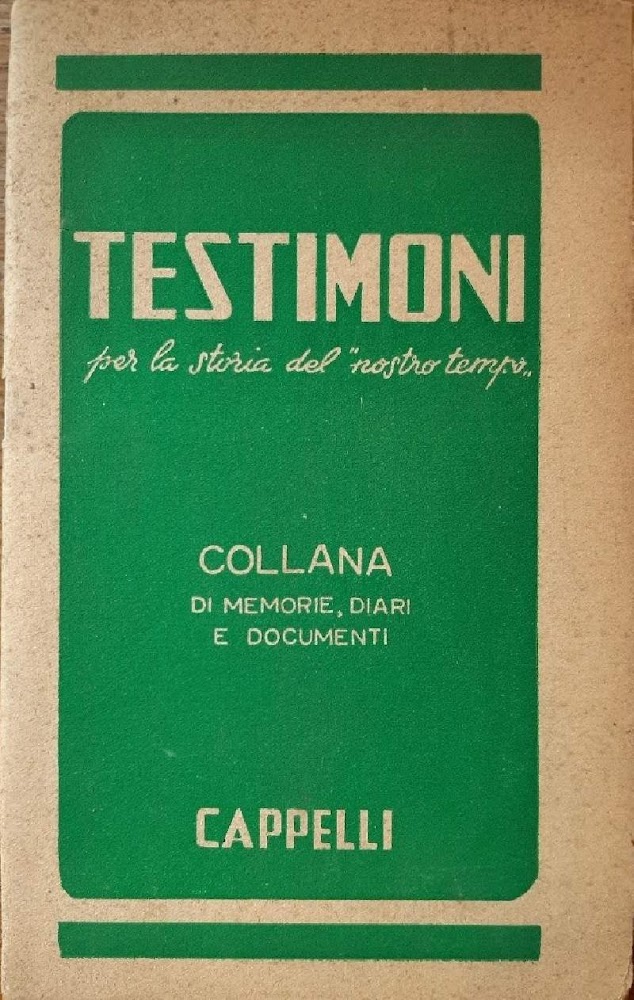 TESTIMONI
per la storia del "nostro tempo„
COLLANA
DI MEMORIE, DIARI
E DOCUMENTI
CAPPELLI